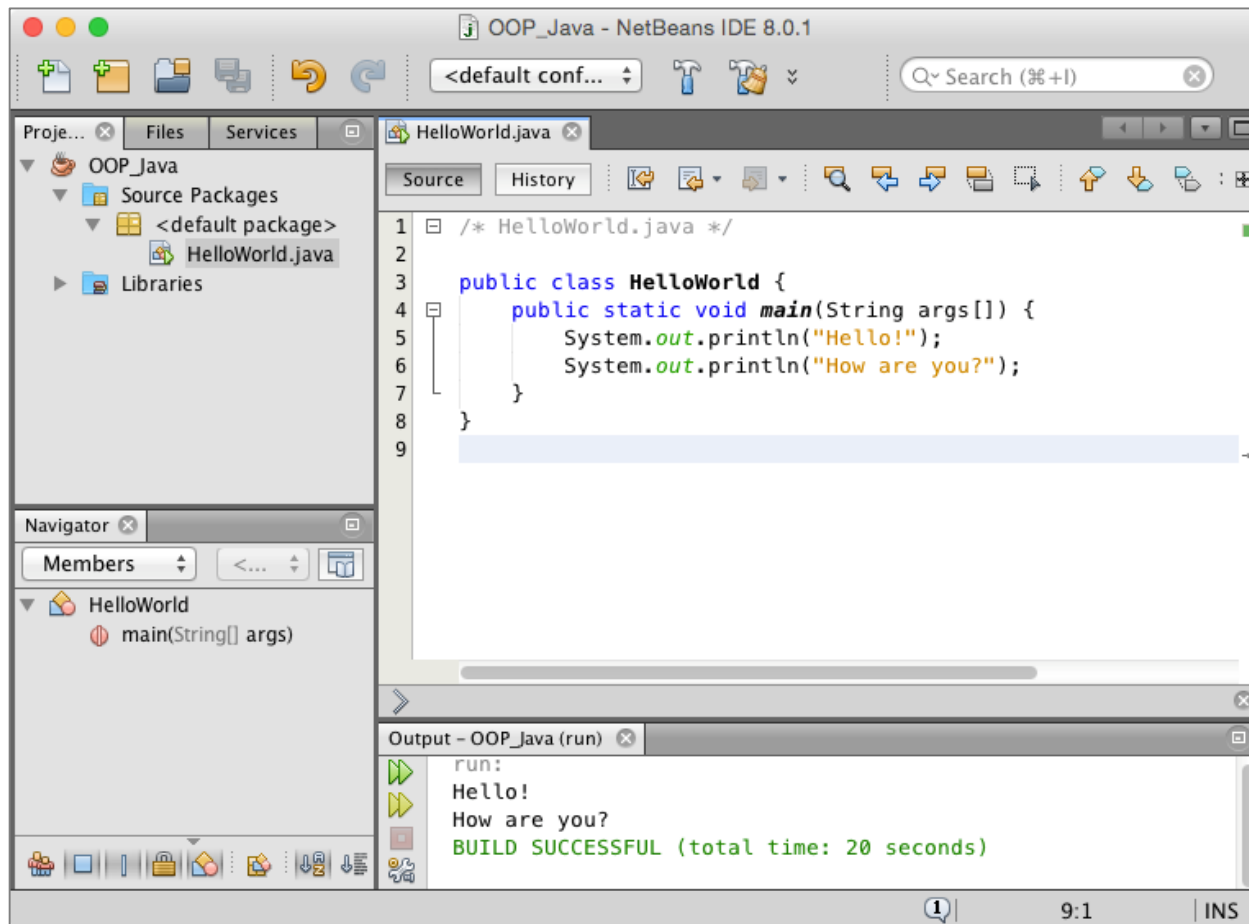 OOP_Java - NetBeans IDE 8.0.1
<default conf...
Search (⌘+I)
Proje...
Files
Services
OOP_Java
Source Packages
<default package>
HelloWorld.java
Libraries
HelloWorld.java
Source
History
1 /* HelloWorld.java */
2
3 public class HelloWorld {
4     public static void main(String args[]) {
5         System.out.println("Hello!");
6         System.out.println("How are you?");
7     }
8 }
9
Navigator
Members
<...
HelloWorld
main(String[] args)
Output - OOP_Java (run)
run:
Hello!
How are you?
BUILD SUCCESSFUL (total time: 20 seconds)
1
9:1
INS